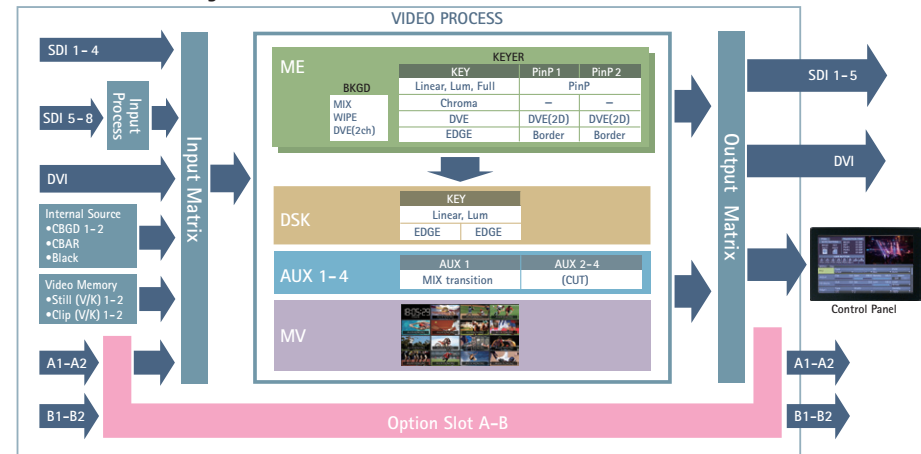 VIDEO PROCESS
SDI 1-4
SDI 5-8
Input Process
DVI
Internal Source
•CBGD 1-2
•CBAR
•Black
Video Memory
•Still (V/K) 1-2
•Clip (V/K) 1-2
A1-A2
B1-B2
Input Matrix
ME
BKGD
MIX
WIPE
DVE(2ch)
KEYER
KEY PinP 1 PinP 2
Linear, Lum, Full PinP
Chroma – –
DVE DVE(2D) DVE(2D)
EDGE Border Border
DSK
KEY
Linear, Lum
EDGE EDGE
AUX 1-4
AUX 1 AUX 2-4
MIX transition (CUT)
MV
18:05:29
Option Slot A-B
Output Matrix
SDI 1-5
DVI
Control Panel
A1-A2
B1-B2